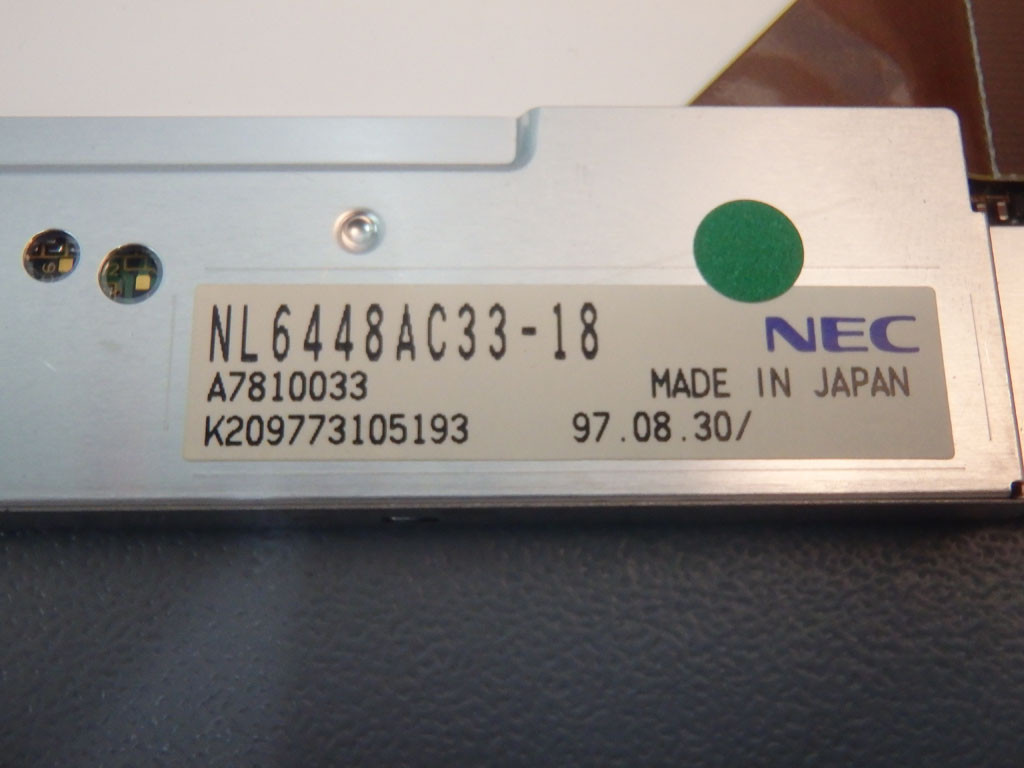 NL6448AC33-18
NEC
A7810033
MADE IN JAPAN
K209773105193
97.08.30/